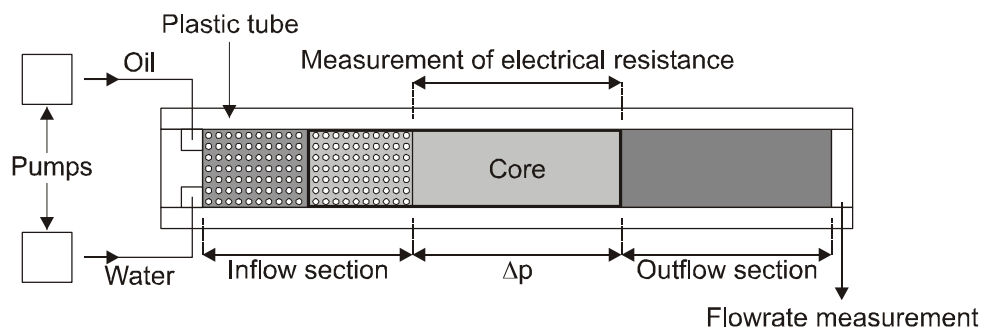 Plastic tube
Oil
Measurement of electrical resistance
Pumps
Core
Water
Inflow section
Δp
Outflow section
Flowrate measurement